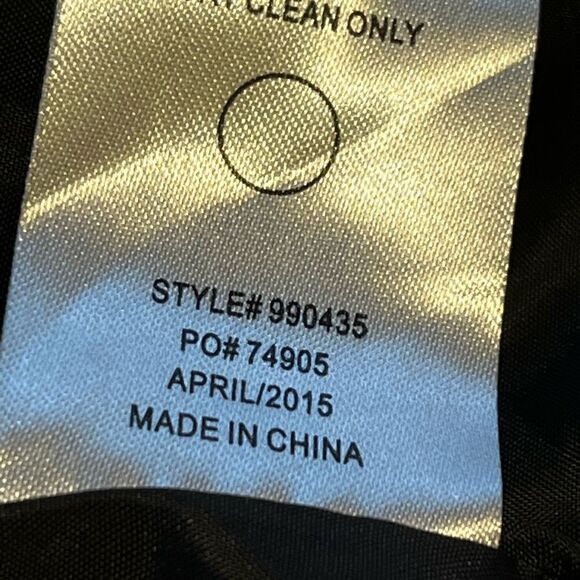 CLEAN ONLY
STYLE# 990435
PO# 74905
APRIL/2015
MADE IN CHINA